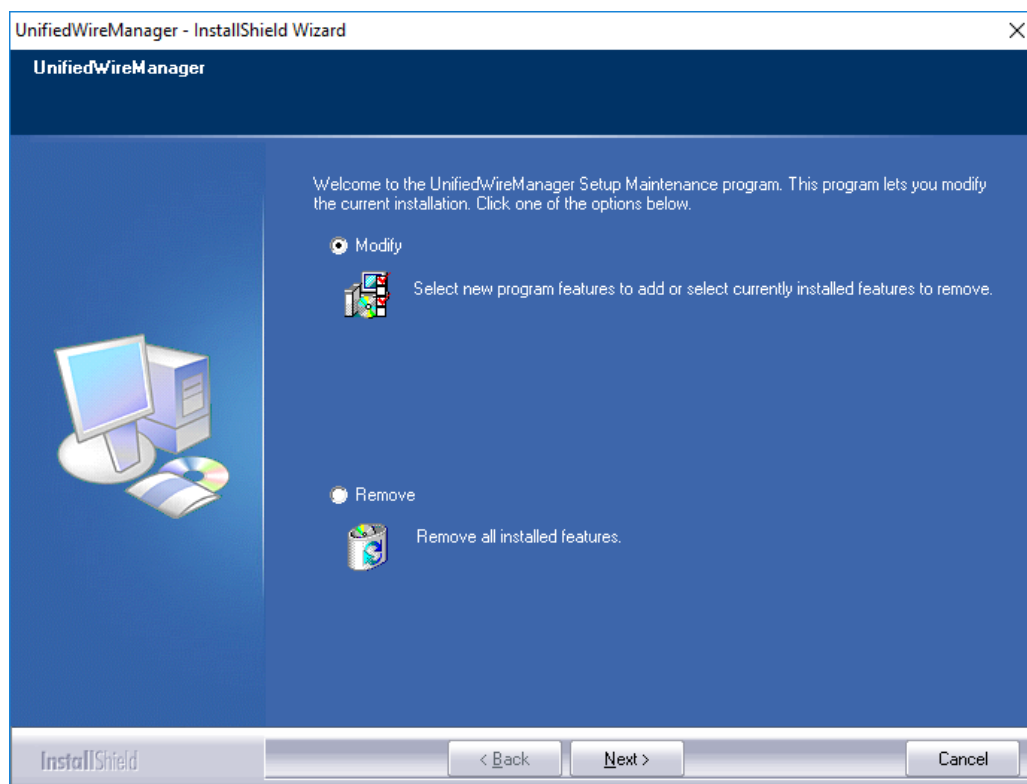 UnifiedWireManager - InstallShield Wizard
UnifiedWireManager
Welcome to the UnifiedWireManager Setup Maintenance program. This program lets you modify
the current installation. Click one of the options below.
Modify
Select new program features to add or select currently installed features to remove.
Remove
Remove all installed features.
InstallShield
< Back
Next >
Cancel